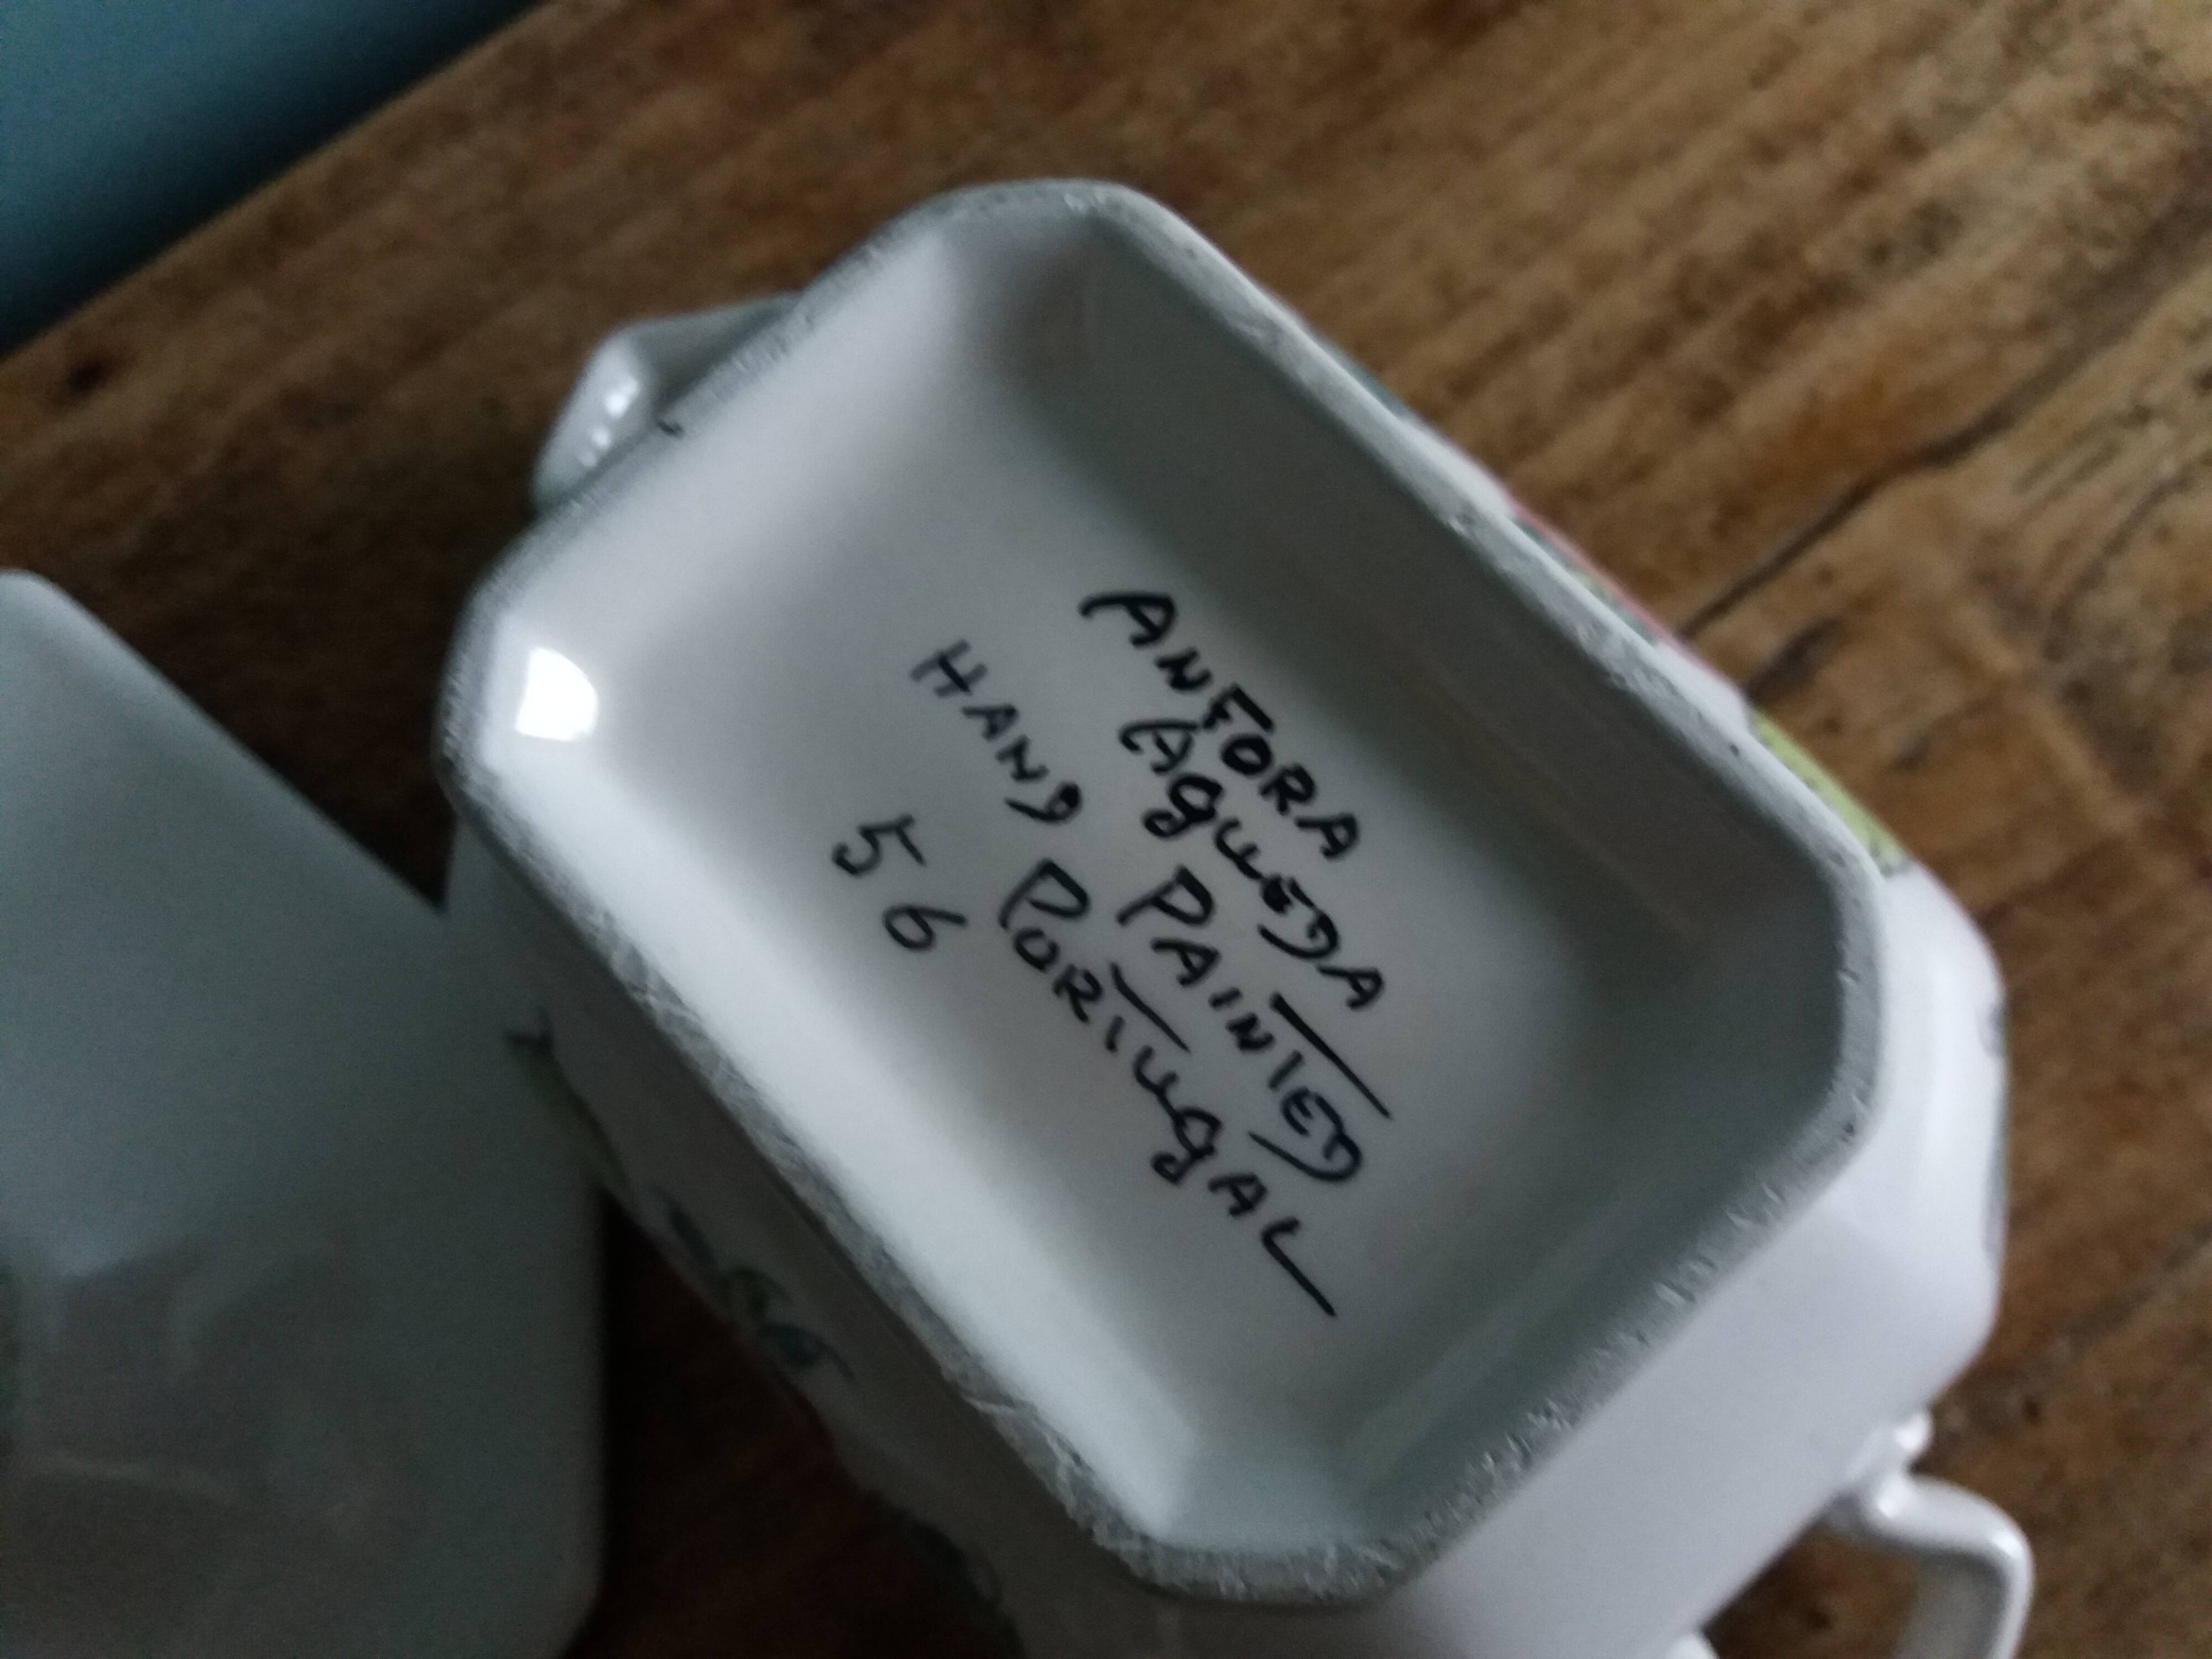 ANFORA
AgueDA
HAND PAINTED
PORTugAL
56